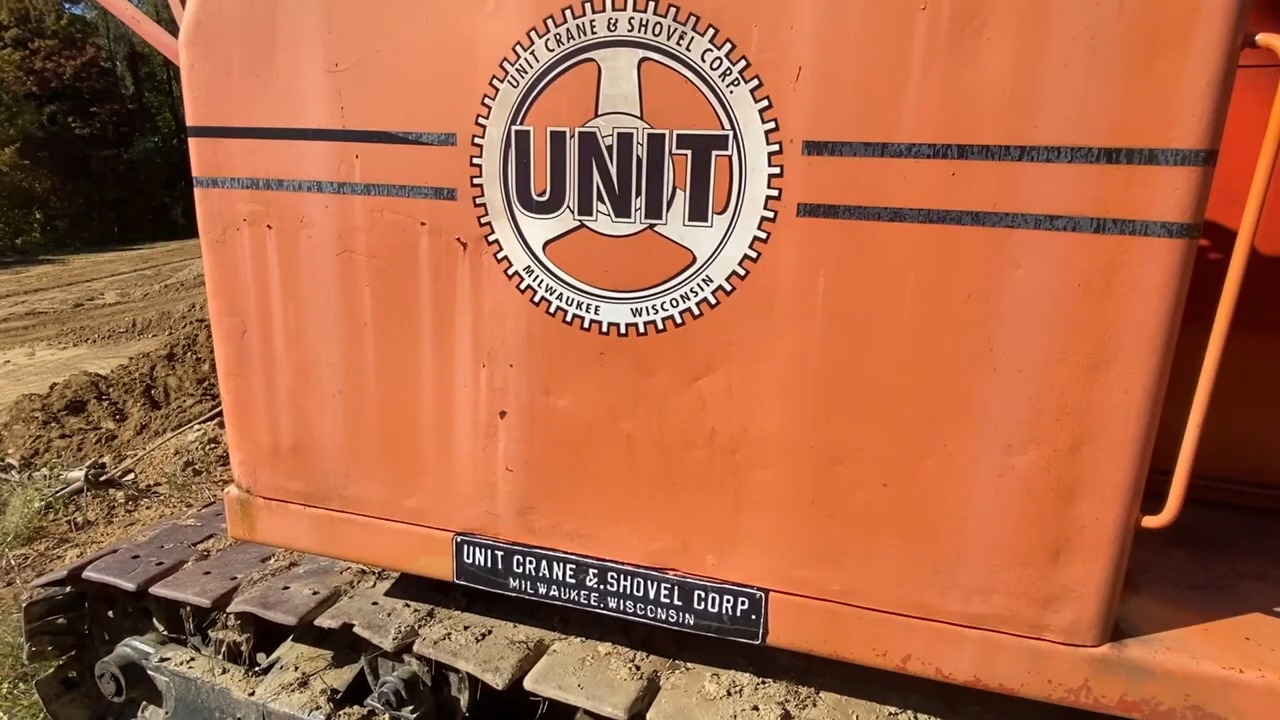 UNIT CRANE & SHOVEL CORP.
UNIT
MILWAUKEE WISCONSIN
UNIT CRANE & SHOVEL CORP.
MILWAUKEE, WISCONSIN